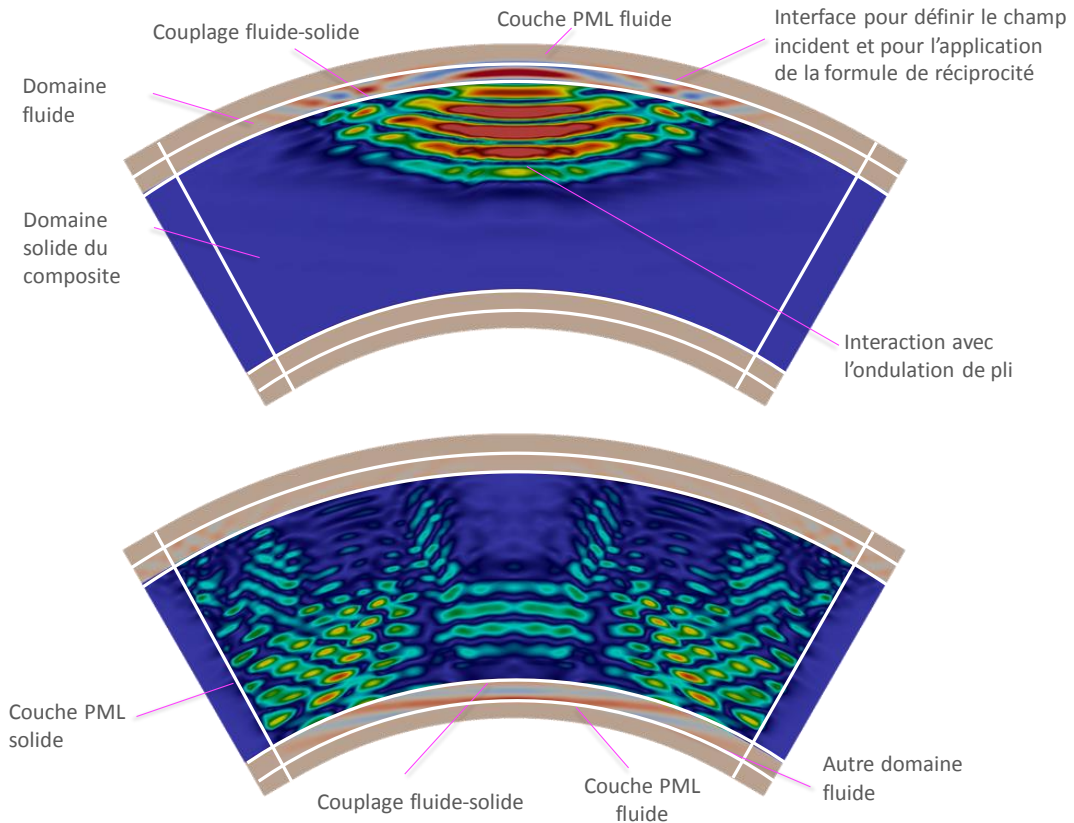 Couche PML fluide
Couplage fluide-solide
Interface pour définir le champ
incident et pour l’application
de la formule de réciprocité
Domaine
fluide
Domaine
solide du
composite
Interaction avec
l’ondulation de pli
Couche PML
solide
Couplage fluide-solide
Couche PML
fluide
Autre domaine
fluide